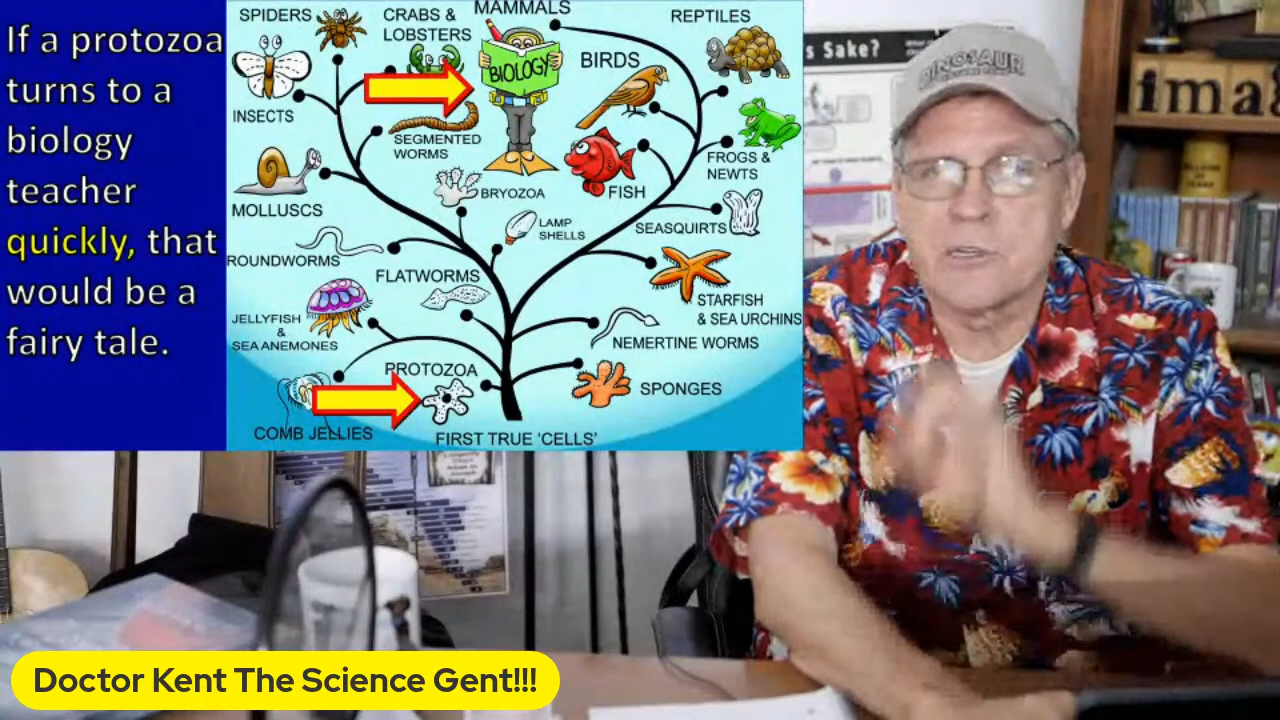 If a protozoa
turns to a
biology
teacher
quickly, that
would be a
fairy tale.
SPIDERS
CRABS &
LOBSTERS
MAMMALS
REPTILES
BIOLOGY
BIRDS
INSECTS
SEGMENTED
WORMS
FROGS &
NEWTS
BRYOZOA
FISH
MOLLUSCS
LAMP
SHELLS
SEASQUIRTS
ROUNDWORMS
FLATWORMS
STARFISH
& SEA URCHINS
JELLYFISH
&
SEA ANEMONES
NEMERTINE WORMS
PROTOZOA
SPONGES
COMB JELLIES
FIRST TRUE 'CELLS'
s Sake?
DINOSAUR
ima
Doctor Kent The Science Gent!!!